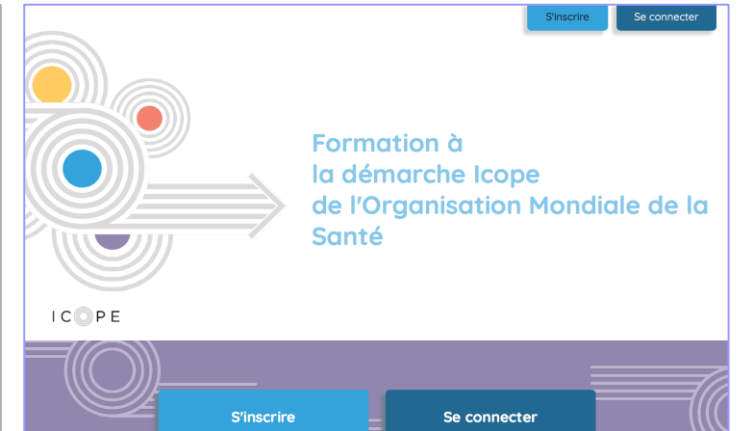 S'inscrire
Se connecter
Formation à
la démarche Icope
de l'Organisation Mondiale de la
Santé
ICOPE
S'inscrire
Se connecter